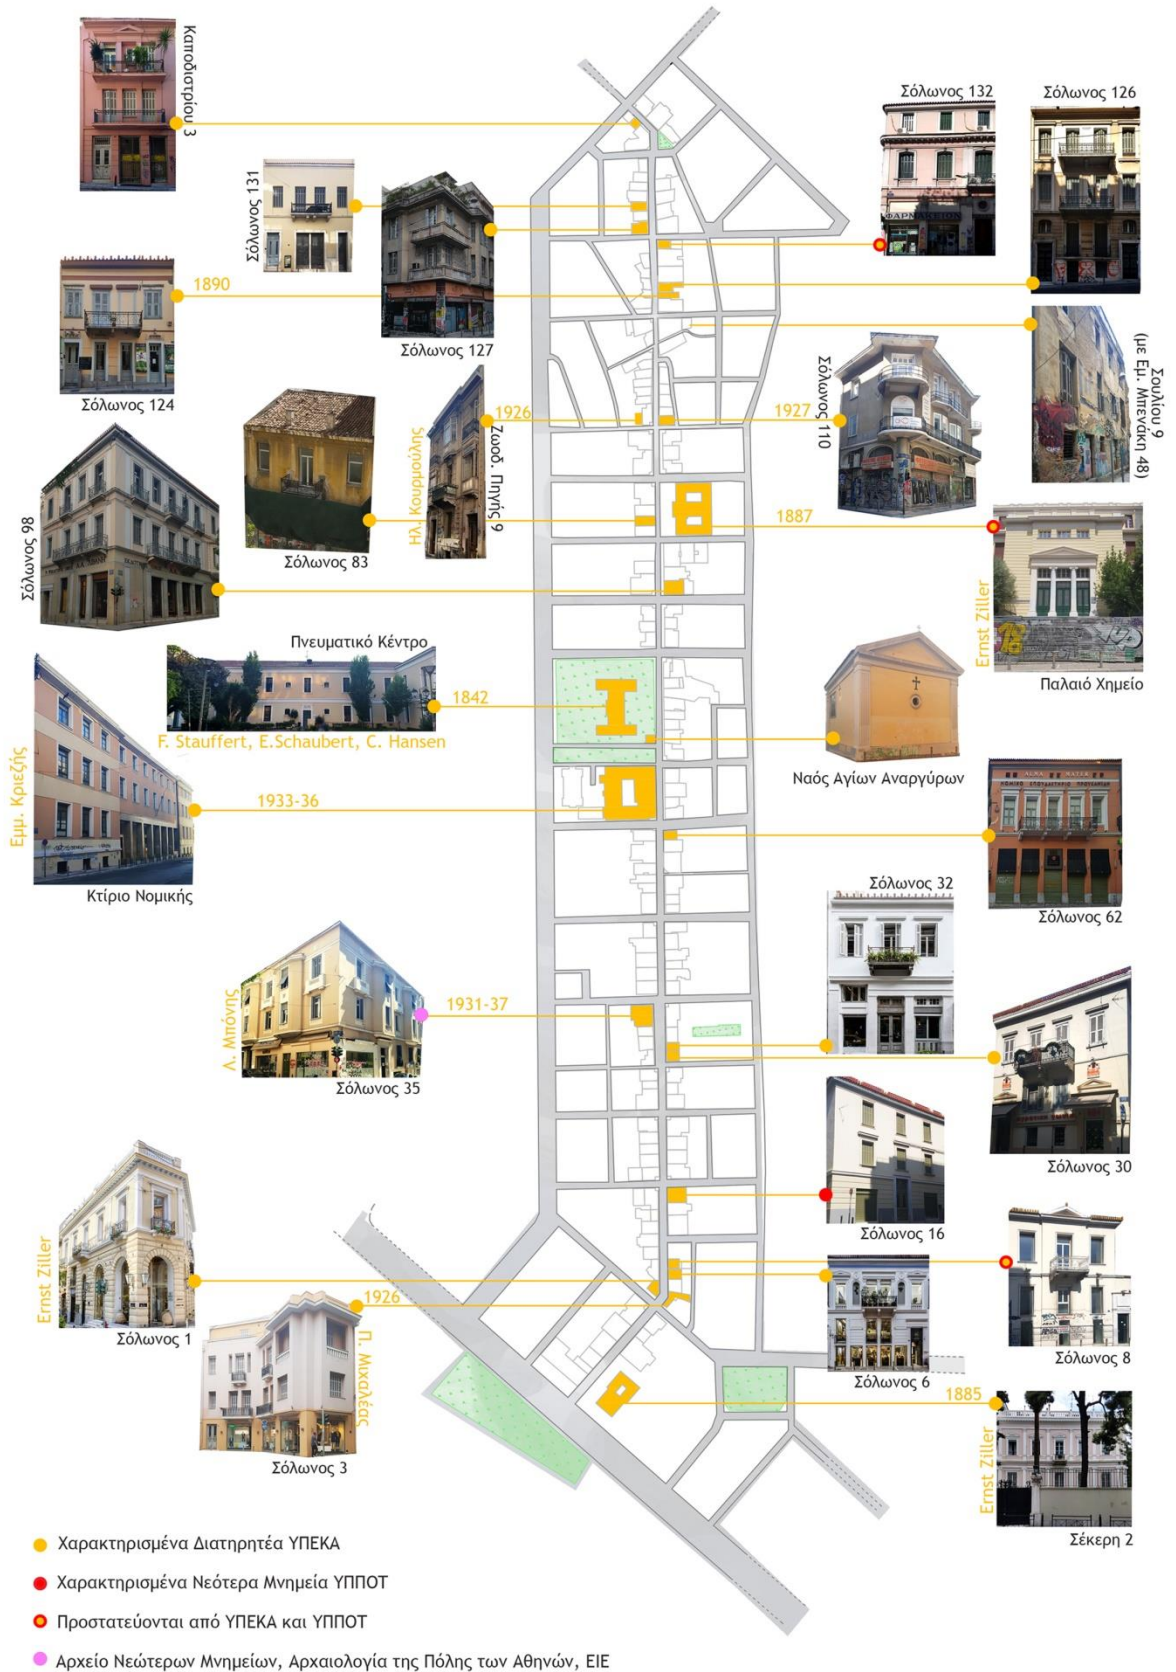 Καποδιστρίου 3
Σόλωνος 132
Σόλωνος 126
Σόλωνος 131
ΦΑΡΜΑΚΕΙΟΝ
1890
Σόλωνος 127
Σόλωνος 124
Σόλωνος 110
Σουλίου 9
(με Εμ. Μπενάκη 48)
1926
1927
Ηλ. Κουρμούλης
Ζωοδ. Πηγής 9
Σόλωνος 98
Σόλωνος 83
1887
Ernst Ziller
Παλαιό Χημείο
Πνευματικό Κέντρο
1842
F. Stauffert, E.Schaubert, C. Hansen
Ναός Αγίων Αναργύρων
Εμμ. Κριεζής
1933-36
Κτίριο Νομικής
Σόλωνος 62
Σόλωνος 32
Λ. Μπόνης
1931-37
Σόλωνος 35
Σόλωνος 30
Σόλωνος 16
Ernst Ziller
Σόλωνος 1
1926
Π. Μιχαλέας
Σόλωνος 3
Σόλωνος 8
Σόλωνος 6
1885
Ernst Ziller
Σέκερη 2
Χαρακτηρισμένα Διατηρητέα ΥΠΕΚΑ
Χαρακτηρισμένα Νεότερα Μνημεία ΥΠΠΟΤ
Προστατεύονται από ΥΠΕΚΑ και ΥΠΠΟΤ
Αρχείο Νεώτερων Μνημείων, Αρχαιολογία της Πόλης των Αθηνών, ΕΙΕ